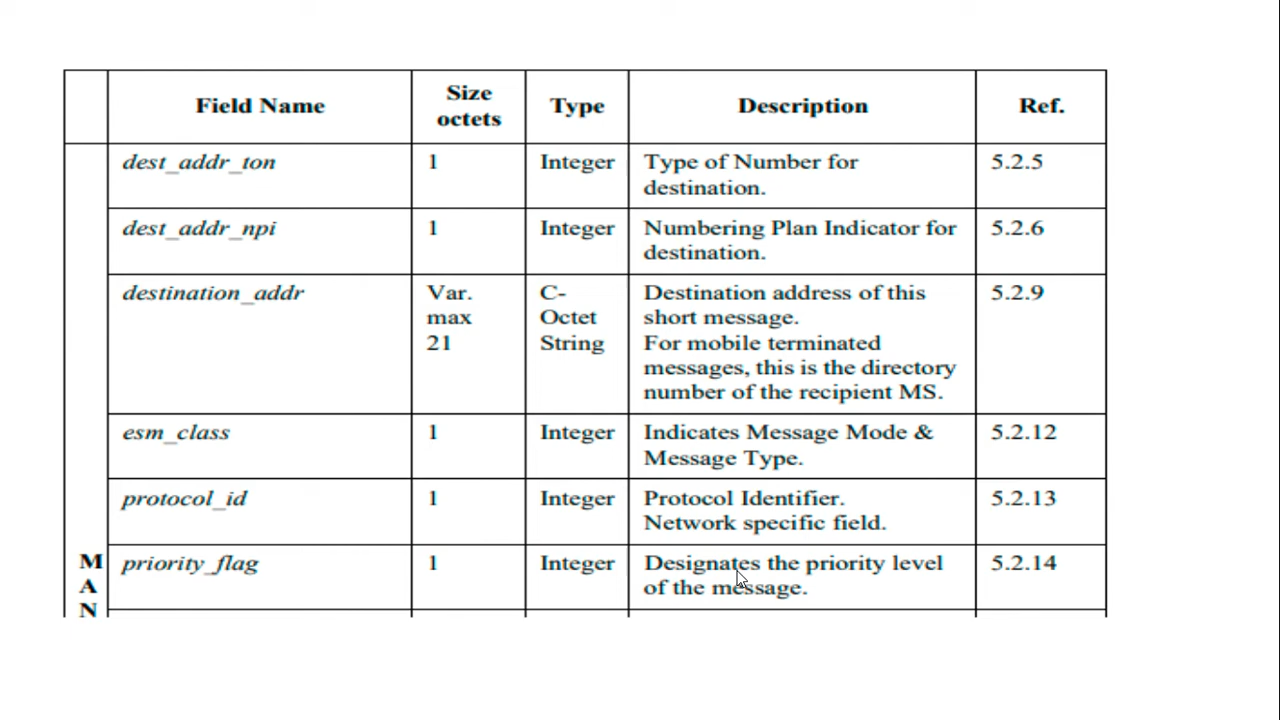 Field Name Size octets Type Description Ref.
dest_addr_ton 1 Integer Type of Number for
destination. 5.2.5
dest_addr_npi 1 Integer Numbering Plan Indicator for
destination. 5.2.6
destination_addr Var.
max
21 C-
Octet
String Destination address of this
short message.
For mobile terminated
messages, this is the directory
number of the recipient MS. 5.2.9
esm_class 1 Integer Indicates Message Mode &
Message Type. 5.2.12
protocol_id 1 Integer Protocol Identifier.
Network specific field. 5.2.13
M
A
N
priority_flag 1 Integer Designates the priority level
of the message. 5.2.14